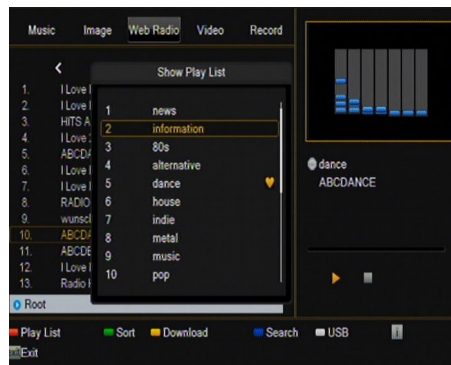 Music Image Web Radio Video Record
Show Play List
1. I Love
2. I Love
3. HITS A
4. I Love
5. ABCDA
6. I Love
7. I Love
8. RADIO
9. wunscl
10. ABCDA
11. ABCDE
12. I Love
13. Radio
1 news
2 information
3 80s
4 alternative
5 dance
6 house
7 indie
8 metal
9 music
10 pop
dance
ABCDANCE
Root
Play List Sort Download Search USB i
Exit